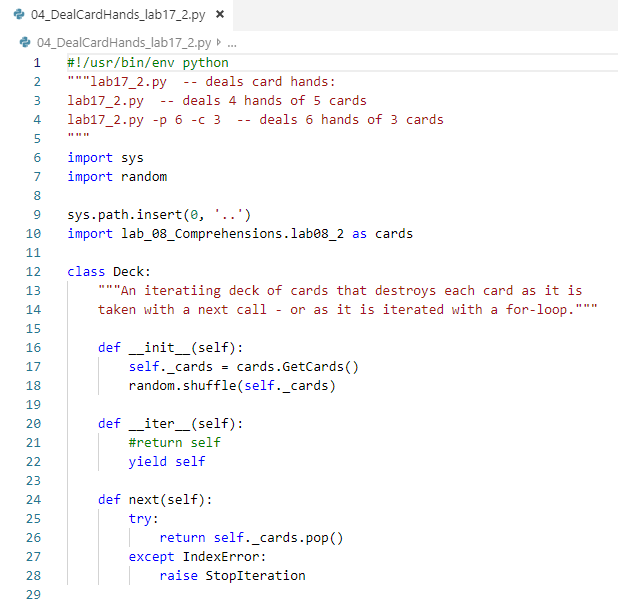 04_DealCardHands_lab17_2.py ×
04_DealCardHands_lab17_2.py > ...
1 #!/usr/bin/env python
2 """lab17_2.py  -- deals card hands:
3 lab17_2.py  -- deals 4 hands of 5 cards
4 lab17_2.py -p 6 -c 3  -- deals 6 hands of 3 cards
5 """
6 import sys
7 import random
8
9 sys.path.insert(0, '..')
10 import lab_08_Comprehensions.lab08_2 as cards
11
12 class Deck:
13     """An iteratiing deck of cards that destroys each card as it is
14     taken with a next call - or as it is iterated with a for-loop."""
15
16     def __init__(self):
17         self._cards = cards.GetCards()
18         random.shuffle(self._cards)
19
20     def __iter__(self):
21         #return self
22         yield self
23
24     def next(self):
25         try:
26             return self._cards.pop()
27         except IndexError:
28             raise StopIteration
29